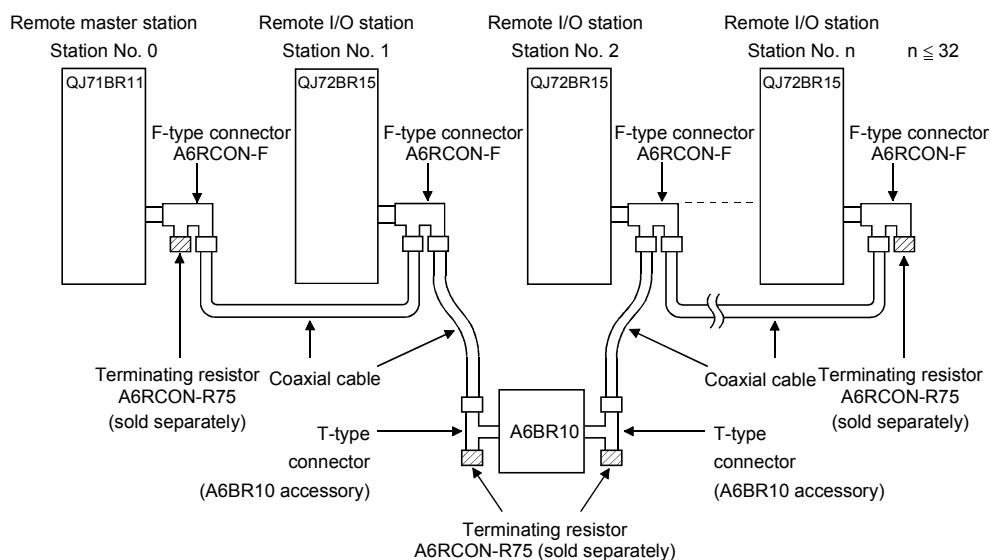 Remote master station
Station No. 0
Remote I/O station
Station No. 1
Remote I/O station
Station No. 2
Remote I/O station
Station No. n
n ≦ 32
QJ71BR11
QJ72BR15
QJ72BR15
QJ72BR15
F-type connector
A6RCON-F
F-type connector
A6RCON-F
F-type connector
A6RCON-F
F-type connector
A6RCON-F
Terminating resistor
A6RCON-R75
(sold separately)
Coaxial cable
Coaxial cable
Terminating resistor
A6RCON-R75
(sold separately)
T-type
connector
(A6BR10 accessory)
A6BR10
T-type
connector
(A6BR10 accessory)
Terminating resistor
A6RCON-R75 (sold separately)